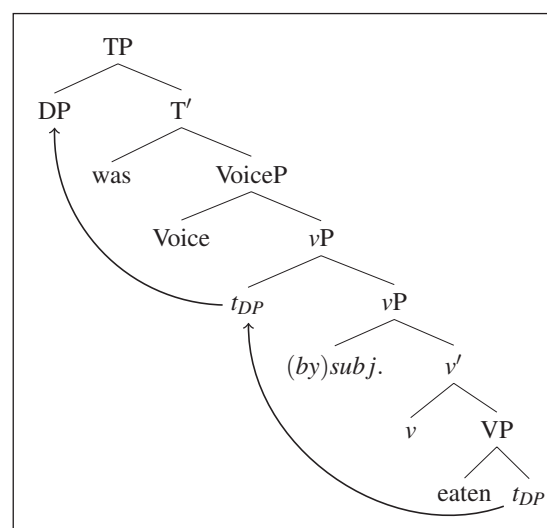 TP
DP T′
was VoiceP
Voice vP
t_DP vP
(by)subj. v′
v VP
eaten t_DP